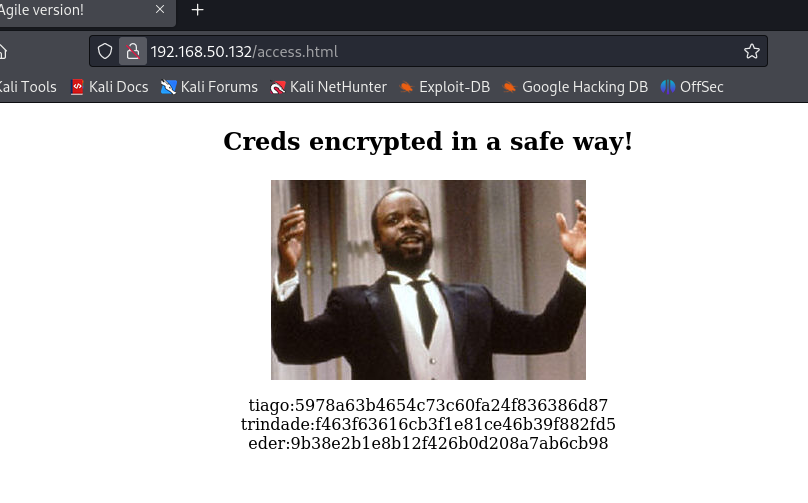 Agile version!
192.168.50.132/access.html
Kali Tools Kali Docs Kali Forums Kali NetHunter Exploit-DB Google Hacking DB OffSec
Creds encrypted in a safe way!
tiago:5978a63b4654c73c60fa24f836386d87
trindade:f463f63616cb3f1e81ce46b39f882fd5
eder:9b38e2b1e8b12f426b0d208a7ab6cb98